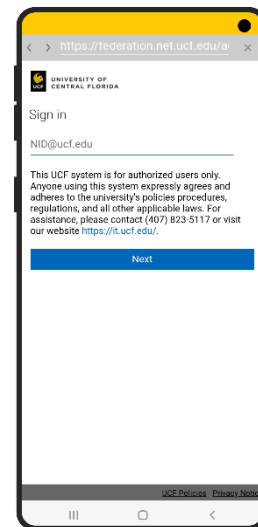 https://federation.net.ucf.edu/a
UNIVERSITY OF
CENTRAL FLORIDA
UCF
Sign in
NID@ucf.edu
This UCF system is for authorized users only.
Anyone using this system expressly agrees and
adheres to the university's policies procedures,
regulations, and all other applicable laws. For
assistance, please contact (407) 823-5117 or visit
our website https://it.ucf.edu/.
Next
UCF Policies Privacy Notic